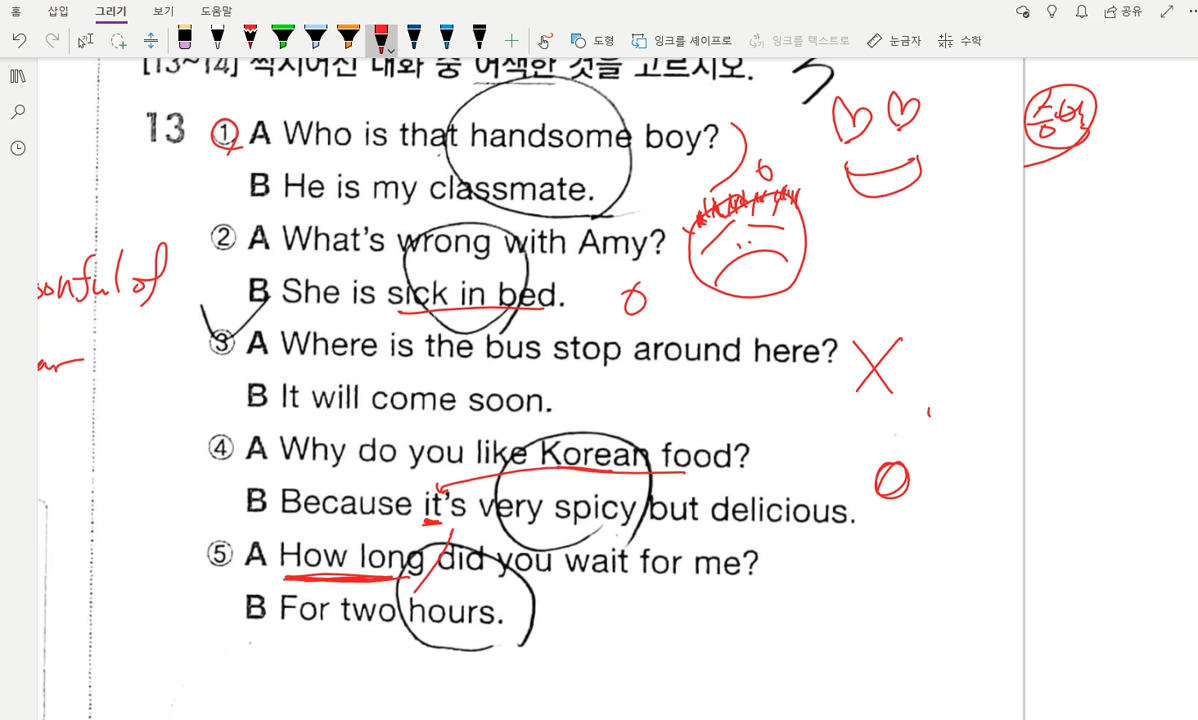 홈 삽입 그리기 보기 도움말 공유
도형 잉크를 셰이프로 잉크를 텍스트로 눈금자 수학
[13~14] 짝지어진 대화 중 어색한 것을 고르시오.
13 ① A Who is that handsome boy?
B He is my classmate.
② A What's wrong with Amy?
B She is sick in bed.
onful of
③ A Where is the bus stop around here?
ar
B It will come soon.
④ A Why do you like Korean food?
B Because it's very spicy but delicious.
⑤ A How long did you wait for me?
B For two hours.